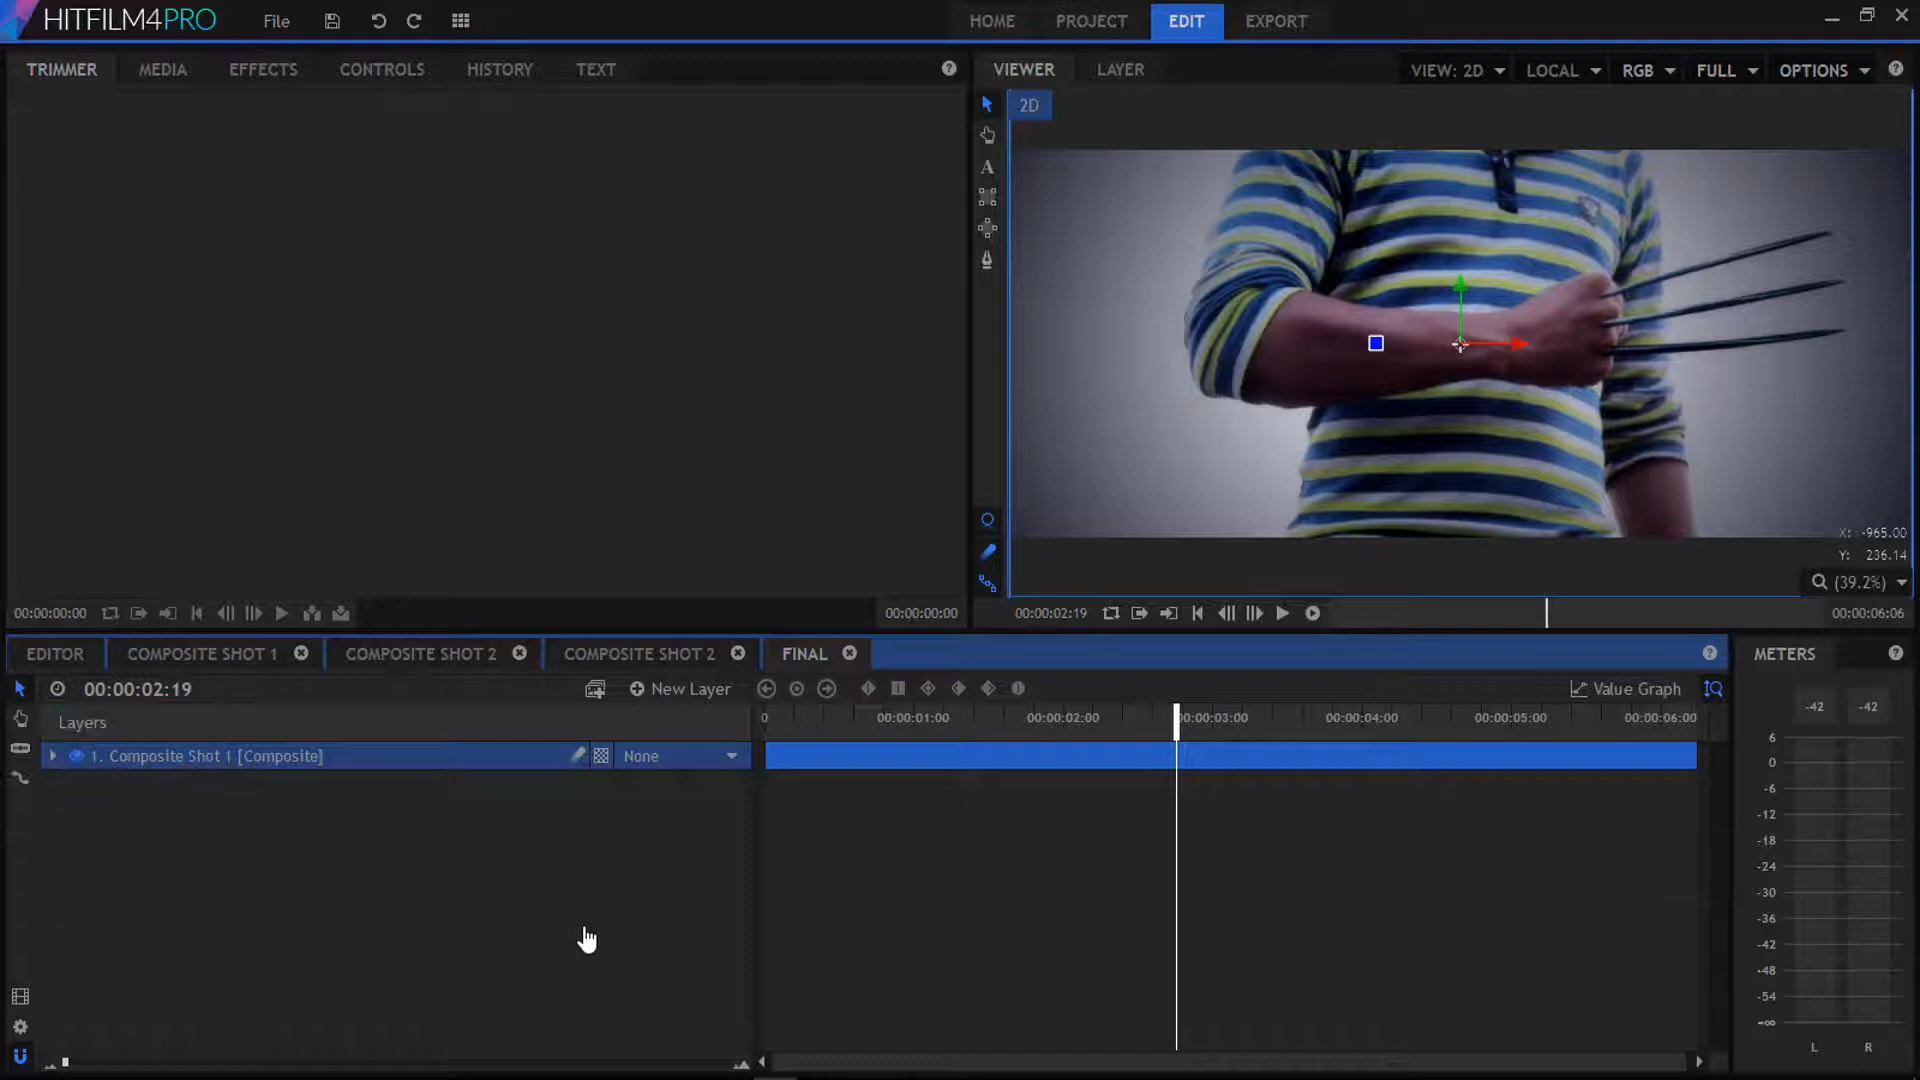 HITFILM4PRO File HOME PROJECT EDIT EXPORT
TRIMMER MEDIA EFFECTS CONTROLS HISTORY TEXT ?
VIEWER LAYER VIEW: 2D LOCAL RGB FULL OPTIONS ?
2D
A
X: -965.00
Y: 236.14
(39.2%)
00:00:00:00 00:00:00:00
00:00:02:19 00:00:06:06
EDITOR COMPOSITE SHOT 1 COMPOSITE SHOT 2 COMPOSITE SHOT 2 FINAL ?
METERS ?
00:00:02:19 New Layer Value Graph
-42 -42
Layers
0 00:00:01:00 00:00:02:00 00:00:03:00 00:00:04:00 00:00:05:00 00:00:06:00
1. Composite Shot 1 [Composite] None
6
0
-6
-12
-18
-24
-30
-36
-42
-48
-54
-∞
L R